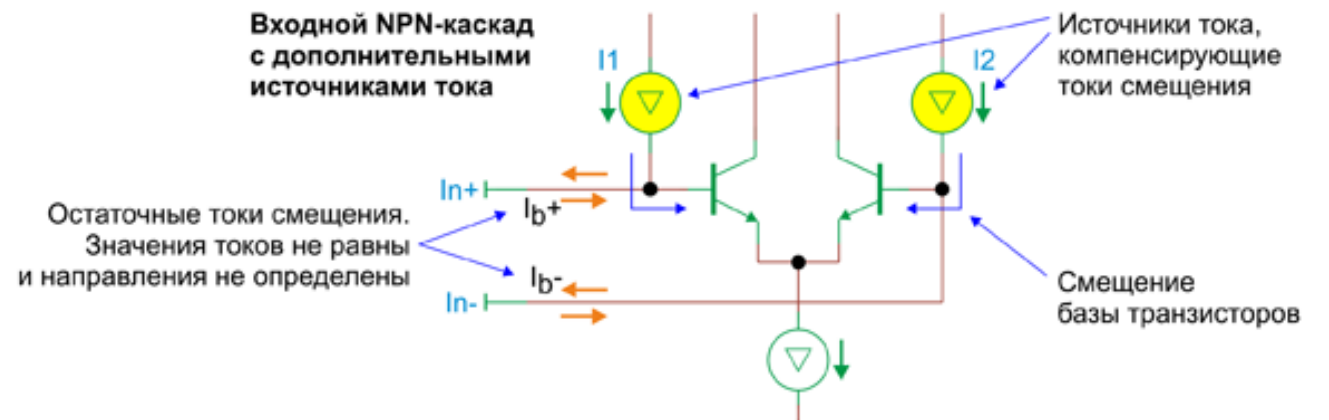 Входной NPN-каскад
с дополнительными
источниками тока
I1
I2
Источники тока,
компенсирующие
токи смещения
In+
Ib+
Остаточные токи смещения.
Значения токов не равны
и направления не определены
Ib-
In-
Смещение
базы транзисторов